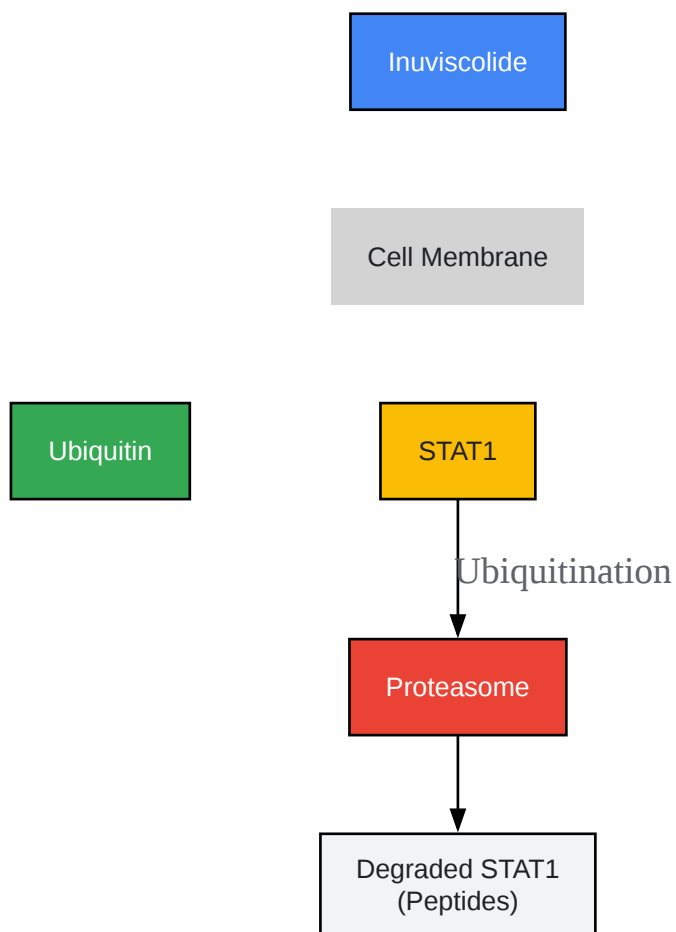 Inuviscolide
Cell Membrane
Ubiquitin
STAT1
Ubiquitination
Proteasome
Degraded STAT1
(Peptides)